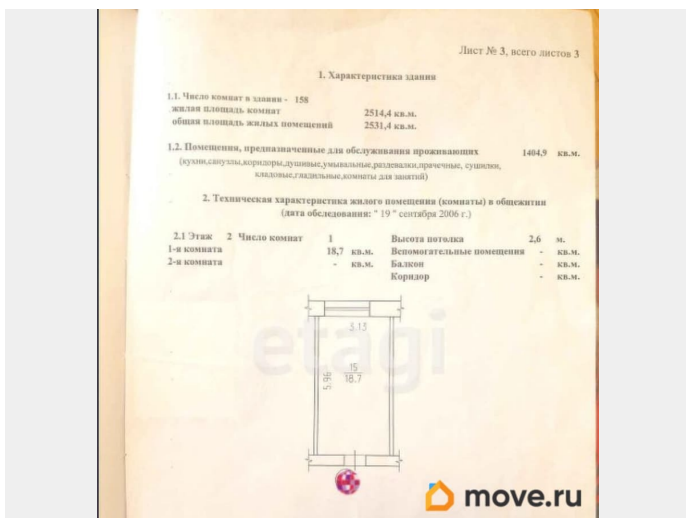 Лист № 3, всего листов 3
1. Характеристика здания
1.1. Число комнат в здании - 158
жилая площадь комнат 2514,4 кв.м.
общая площадь жилых помещений 2531,4 кв.м.
1.2. Помещения, предназначенные для обслуживания проживающих 1404,9 кв.м.
(кухни,санузлы,коридоры,душивые,умывальные,раздевалки,прачечные, сушилки,
кладовые,гладильные,комнаты для занятий)
2. Техническая характеристика жилого помещения (комнаты) в общежитии
(дата обследования: " 19 " сентября 2006 г.)
2.1 Этаж 2 Число комнат 1 Высота потолка 2,6 м.
1-я комната 18,7 кв.м. Вспомогательные помещения - кв.м.
2-я комната - кв.м. Балкон - кв.м.
Коридор - кв.м.
3.13
etagi
5.96
15
18.7
move.ru